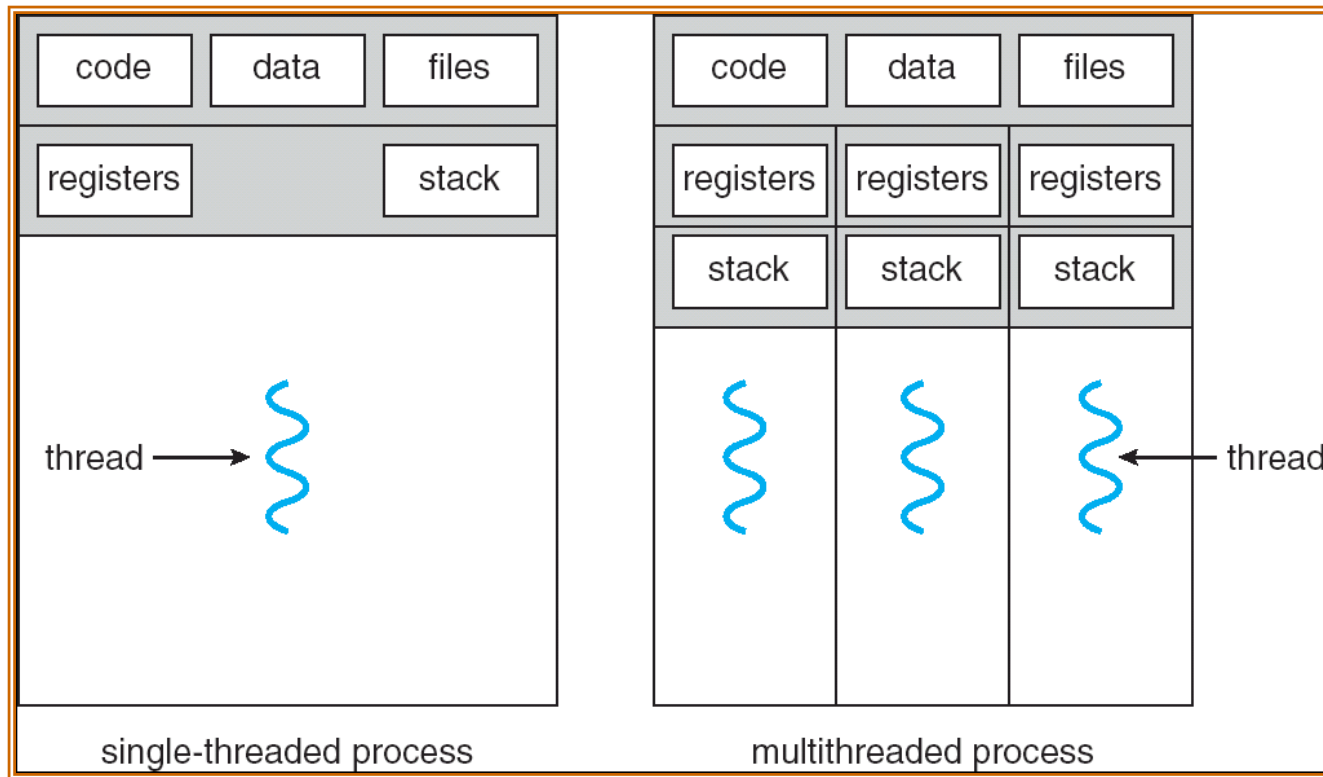 code data files code data files
registers stack registers registers registers
stack stack stack
thread thread
single-threaded process multithreaded process